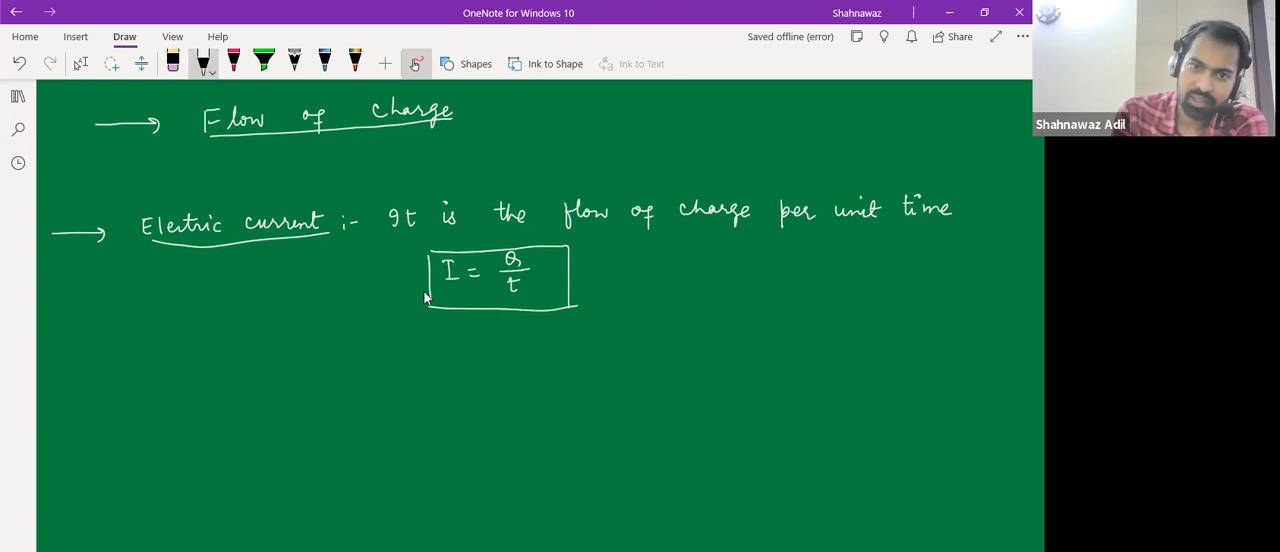 OneNote for Windows 10
Shahnawaz
Home Insert Draw View Help
Saved offline (error)
Share
Shapes
Ink to Shape
Ink to Text
Shahnawaz Adil
Flow of charge
Electric current :- It is the flow of charge per unit time
I = Q/t